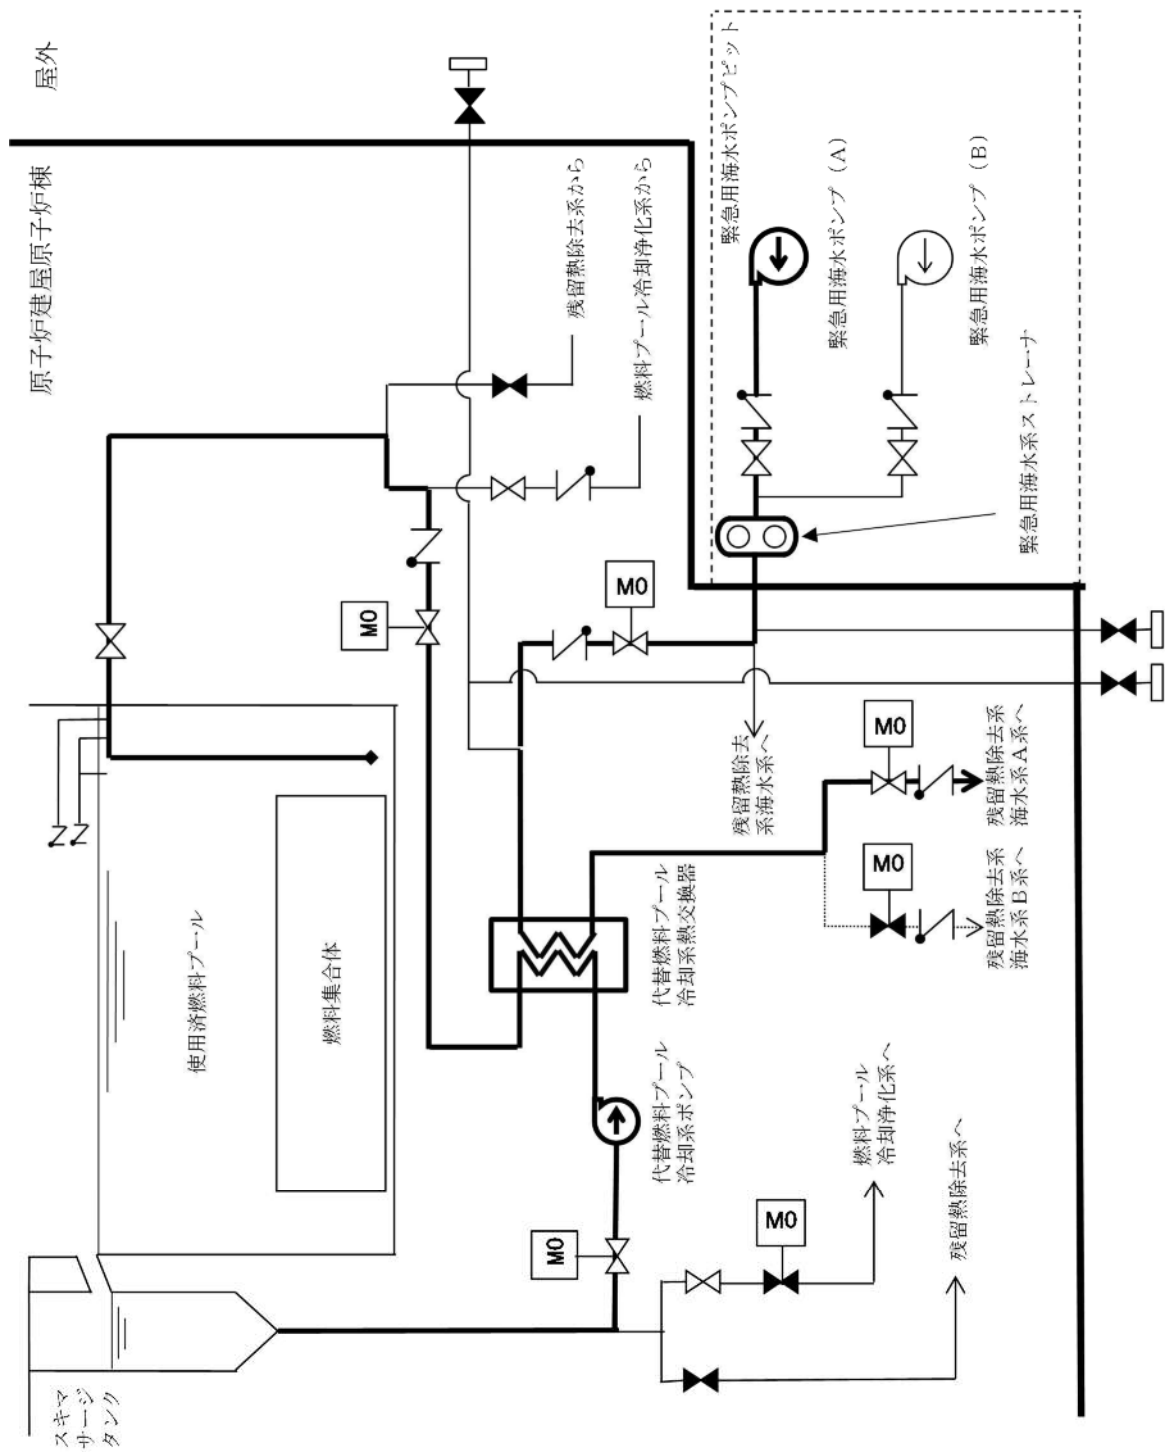 屋外
原子炉建屋原子炉棟
残留熱除去系から
燃料プール冷却浄化系から
緊急用海水ポンプピット
緊急用海水ポンプ(A)
緊急用海水ポンプ(B)
緊急用海水系ストレーナ
MO
MO
残留熱除去
系海水系へ
MO
残留熱除去系
海水系A系へ
MO
残留熱除去系
海水系B系へ
使用済燃料プール
燃料集合体
代替燃料プール
冷却系熱交換器
代替燃料プール
冷却系ポンプ
MO
MO
燃料プール
冷却浄化系へ
残留熱除去系へ
スキマ
サージ
タンク